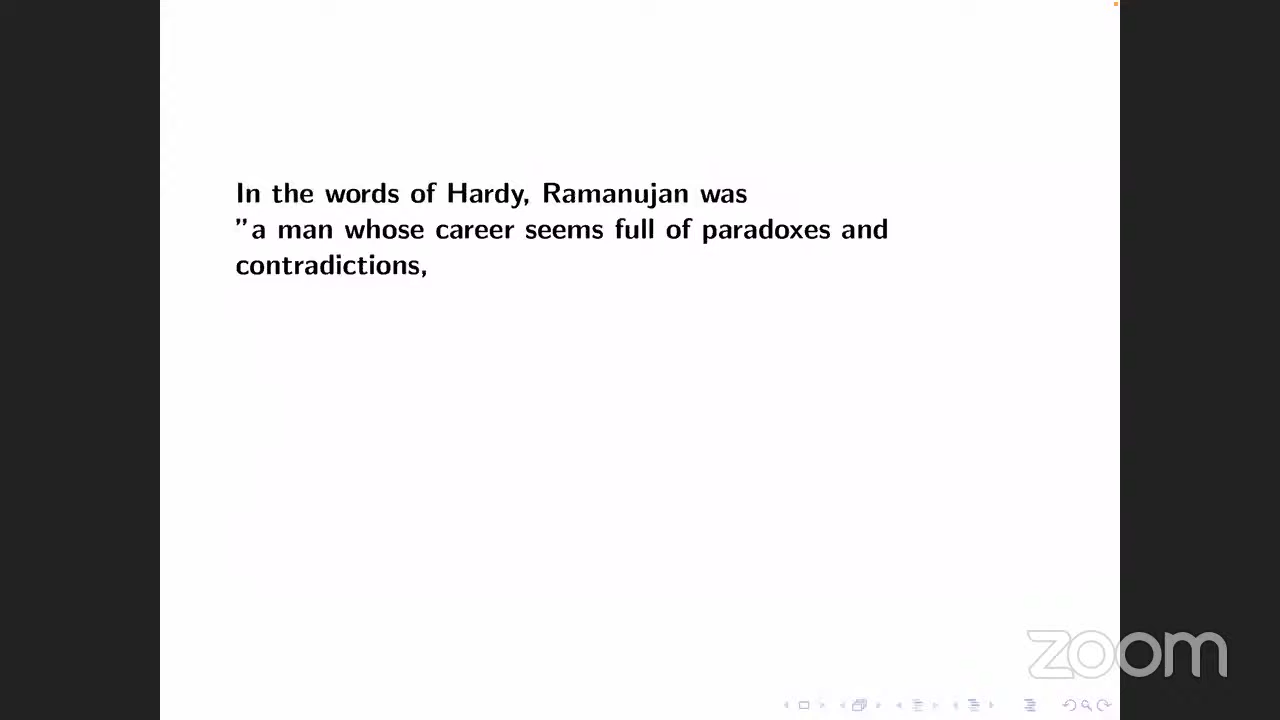 In the words of Hardy, Ramanujan was
”a man whose career seems full of paradoxes and
contradictions,
zoom